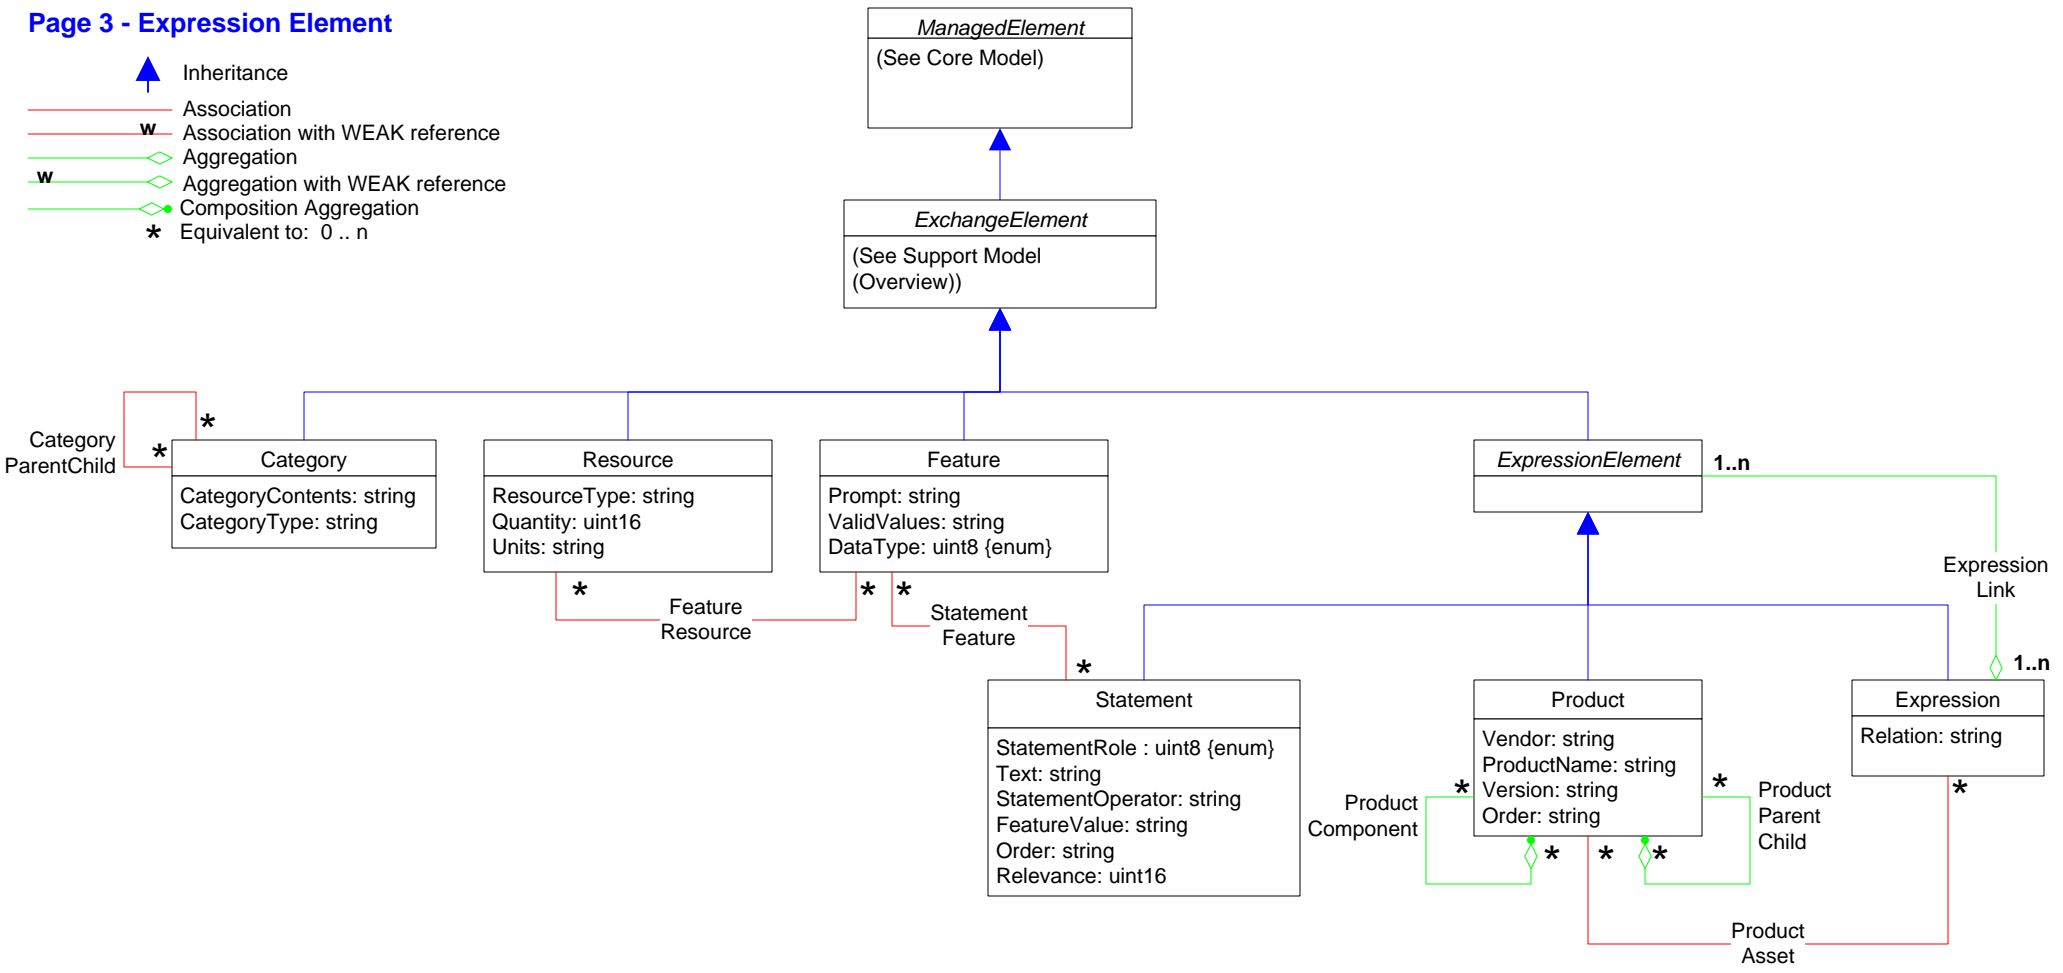 Page 3 - Expression Element
Inheritance
Association
w Association with WEAK reference
Aggregation
w Aggregation with WEAK reference
Composition Aggregation
* Equivalent to: 0 .. n
ManagedElement
(See Core Model)
ExchangeElement
(See Support Model
(Overview))
Category
ParentChild
*
*
Category
CategoryContents: string
CategoryType: string
Resource
ResourceType: string
Quantity: uint16
Units: string
Feature
Prompt: string
ValidValues: string
DataType: uint8 {enum}
ExpressionElement
1..n
Expression
Link
1..n
*
Feature
Resource
*
*
Statement
Feature
*
Statement
StatementRole : uint8 {enum}
Text: string
StatementOperator: string
FeatureValue: string
Order: string
Relevance: uint16
Product
Vendor: string
ProductName: string
Version: string
Order: string
Expression
Relation: string
Product
Component
*
*
*
*
*
Product
Parent
Child
*
Product
Asset